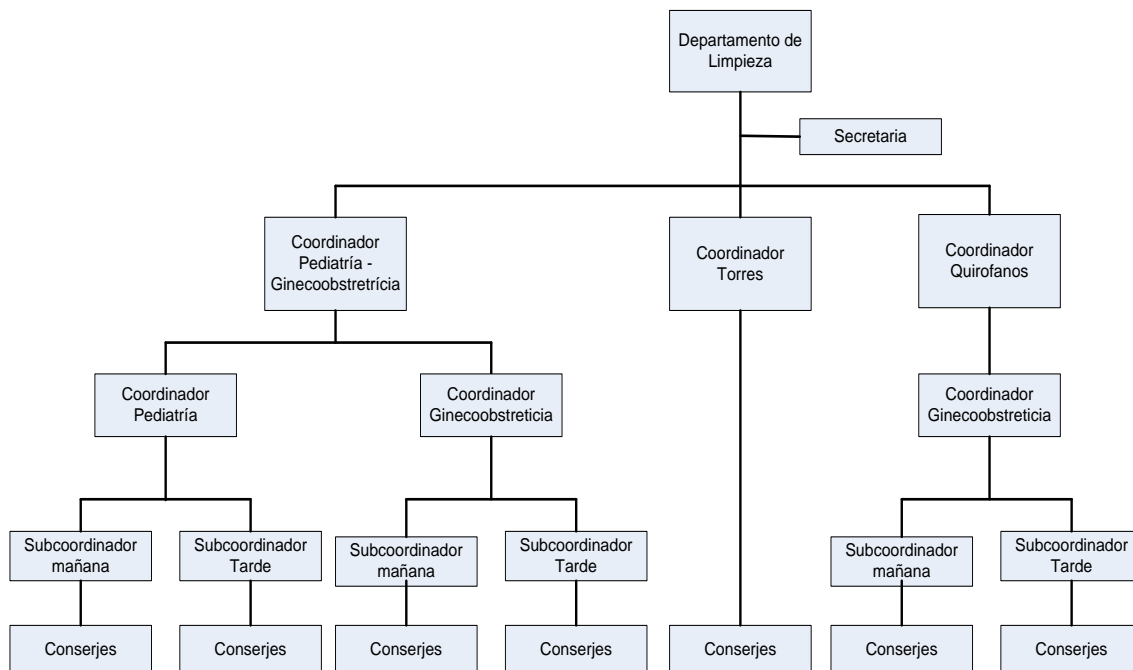 Departamento de
Limpieza
Secretaria
Coordinador
Pediatría -
Ginecoobstretrícia
Coordinador
Torres
Coordinador
Quirofanos
Coordinador
Pediatría
Coordinador
Ginecoobstreticia
Coordinador
Ginecoobstreticia
Subcoordinador
mañana
Subcoordinador
Tarde
Subcoordinador
mañana
Subcoordinador
Tarde
Subcoordinador
mañana
Subcoordinador
Tarde
Conserjes
Conserjes
Conserjes
Conserjes
Conserjes
Conserjes
Conserjes